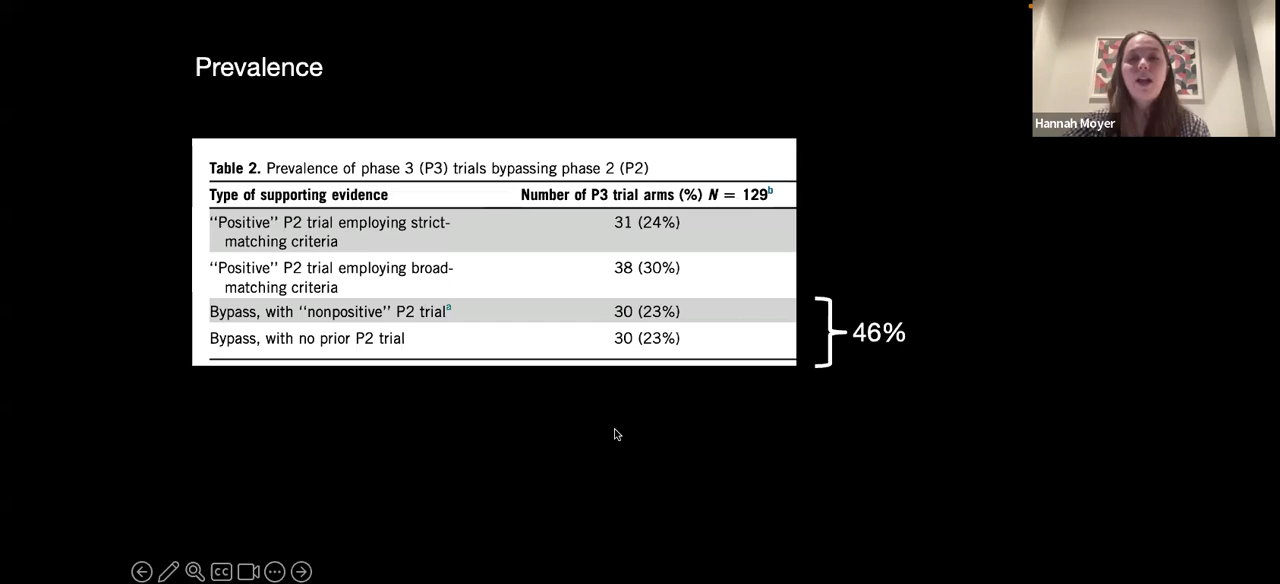 Prevalence
Hannah Moyer
Table 2. Prevalence of phase 3 (P3) trials bypassing phase 2 (P2)
Type of supporting evidence Number of P3 trial arms (%) N = 129b
“Positive” P2 trial employing strict- 31 (24%)
matching criteria
“Positive” P2 trial employing broad- 38 (30%)
matching criteria
Bypass, with “nonpositive” P2 triala 30 (23%)
Bypass, with no prior P2 trial 30 (23%)
46%
CC